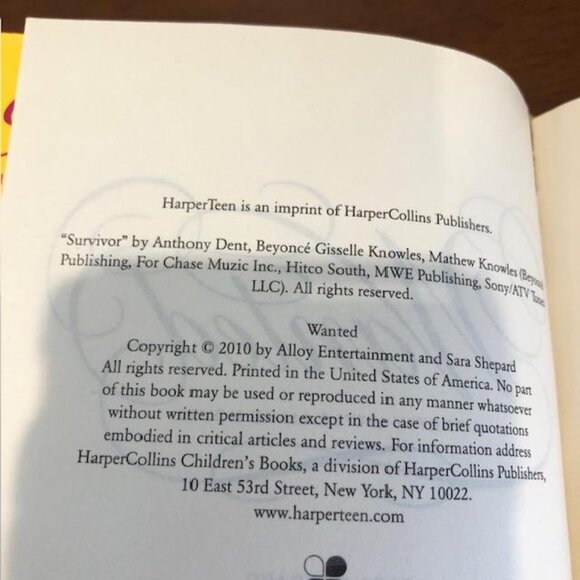 HarperTeen is an imprint of HarperCollins Publishers.
“Survivor” by Anthony Dent, Beyoncé Gisselle Knowles, Mathew Knowles (Beyoncé
Publishing, For Chase Muzic Inc., Hitco South, MWE Publishing, Sony/ATV Tunes
LLC). All rights reserved.
Wanted
Copyright © 2010 by Alloy Entertainment and Sara Shepard
All rights reserved. Printed in the United States of America. No part
of this book may be used or reproduced in any manner whatsoever
without written permission except in the case of brief quotations
embodied in critical articles and reviews. For information address
HarperCollins Children’s Books, a division of HarperCollins Publishers,
10 East 53rd Street, New York, NY 10022.
www.harperteen.com